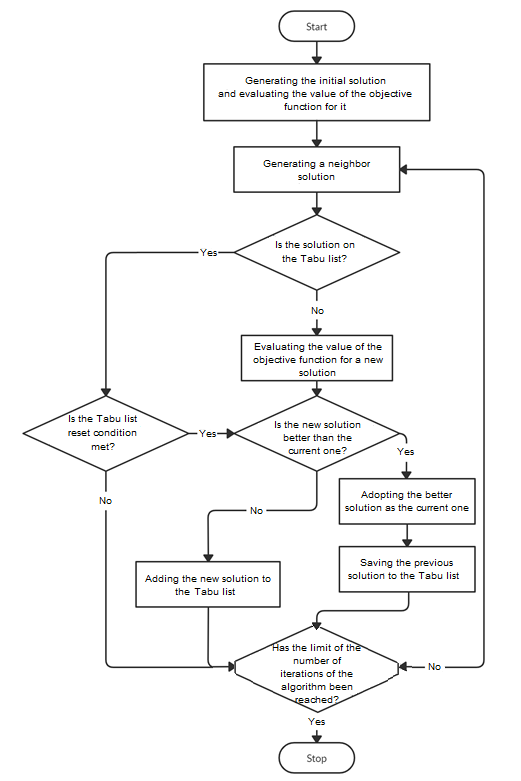 Start
Generating the initial solution
and evaluating the value of the objective
function for it
Generating a neighbor
solution
Is the solution on
the Tabu list?
Yes
No
Evaluating the value of the
objective function for a new
solution
Is the Tabu list
reset condition
met?
Yes
Is the new solution
better than the
current one?
Yes
No
Adopting the better
solution as the current one
No
Saving the previous
solution to the Tabu list
Adding the new solution to
the Tabu list
Has the limit of the
number of
iterations of the
algorithm been
reached?
No
Yes
Stop